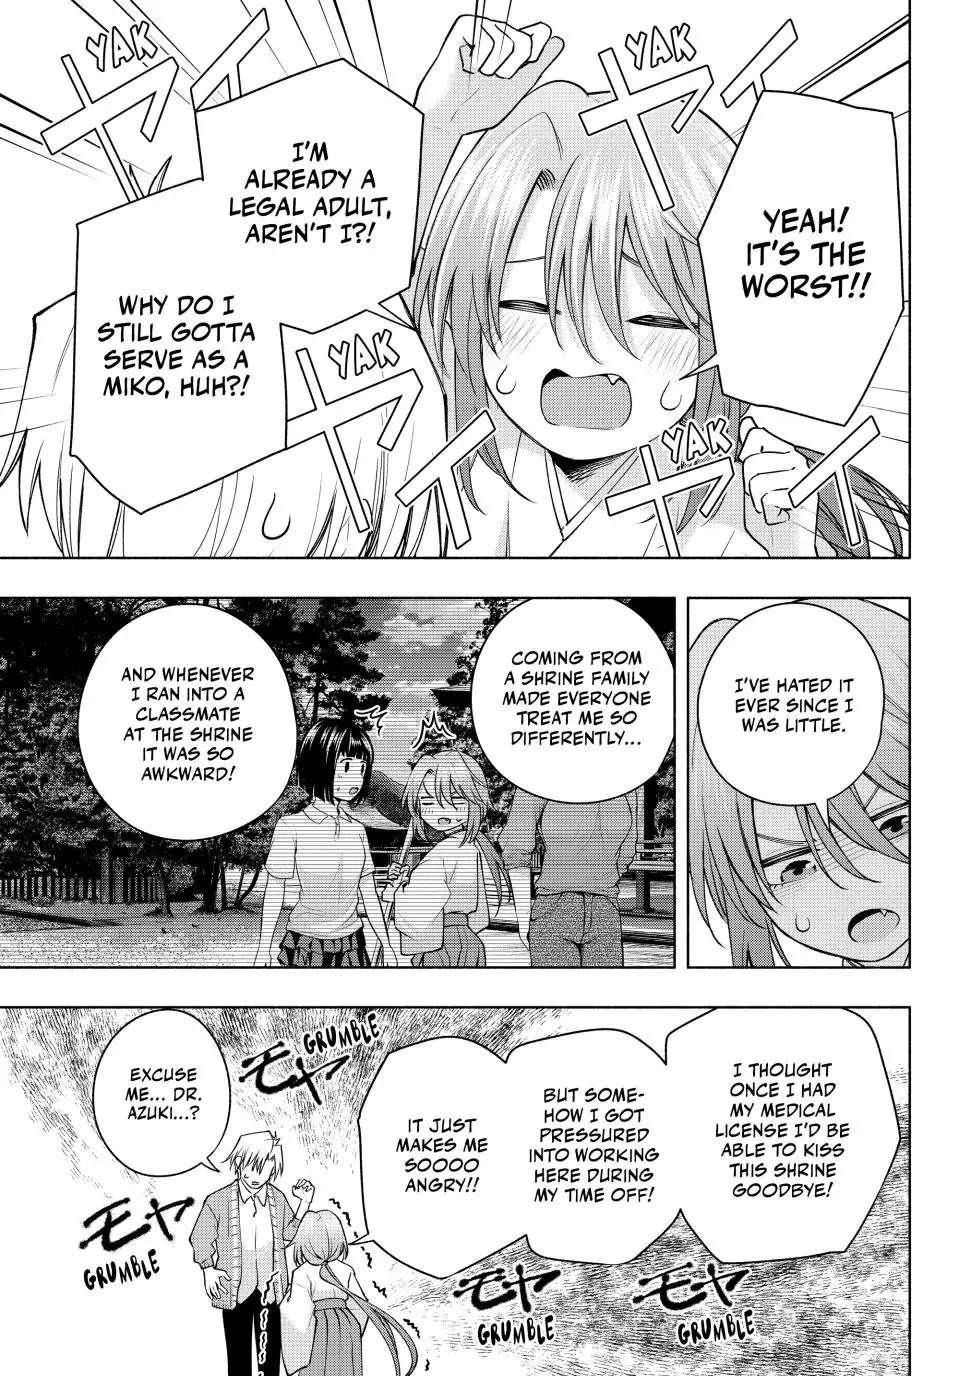 YEAH!
IT'S THE
WORST!!
I'M
ALREADY A
LEGAL ADULT,
AREN'T I?!
WHY DO I
STILL GOTTA
SERVE AS A
MIKO, HUH?!
YAK
ヤイ
YAK
ヤイ
YAK
ヤイ
YAK
ヤイ
I'VE HATED IT
EVER SINCE I
WAS LITTLE.
COMING FROM
A SHRINE FAMILY
MADE EVERYONE
TREAT ME SO
DIFFERENTLY...
AND WHENEVER
I RAN INTO A
CLASSMATE
AT THE SHRINE
IT WAS SO
AWKWARD!
I THOUGHT
ONCE I HAD
MY MEDICAL
LICENSE I'D BE
ABLE TO KISS
THIS SHRINE
GOODBYE!
BUT SOME-
HOW I GOT
PRESSURED
INTO WORKING
HERE DURING
MY TIME OFF!
IT JUST
MAKES ME
SOOOO
ANGRY!!
EXCUSE
ME... DR.
AZUKI...?
モヤ
GRUMBLE
モヤ
GRUMBLE
モヤ
GRUMBLE
モヤ
GRUMBLE